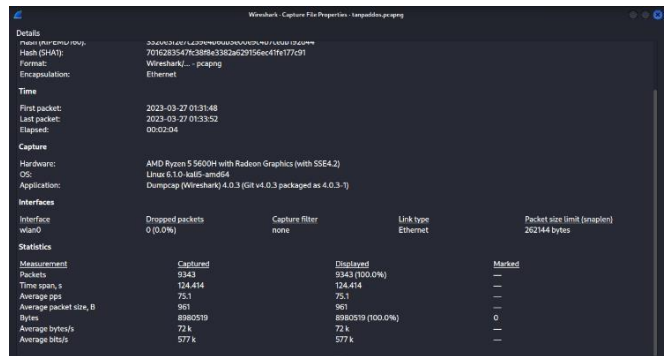 Wireshark - Capture File Properties - tanpaddos.pcapng
Details
Hash (RIPEMD160):
Hash (SHA1): 7016283547fc38f8e3382a629156ec41fe177c91
Format: Wireshark/... - pcapng
Encapsulation: Ethernet
Time
First packet: 2023-03-27 01:31:48
Last packet: 2023-03-27 01:33:52
Elapsed: 00:02:04
Capture
Hardware: AMD Ryzen 5 5600H with Radeon Graphics (with SSE4.2)
OS: Linux 6.1.0-kali5-amd64
Application: Dumpcap (Wireshark) 4.0.3 (Git v4.0.3 packaged as 4.0.3-1)
Interfaces
Interface Dropped packets Capture filter Link type Packet size limit (snaplen)
wlan0 0 (0.0%) none Ethernet 262144 bytes
Statistics
Measurement Captured Displayed Marked
Packets 9343 9343 (100.0%) —
Time span, s 124.414 124.414 —
Average pps 75.1 75.1 —
Average packet size, B 961 961 —
Bytes 8980519 8980519 (100.0%) 0
Average bytes/s 72 k 72 k —
Average bits/s 577 k 577 k —